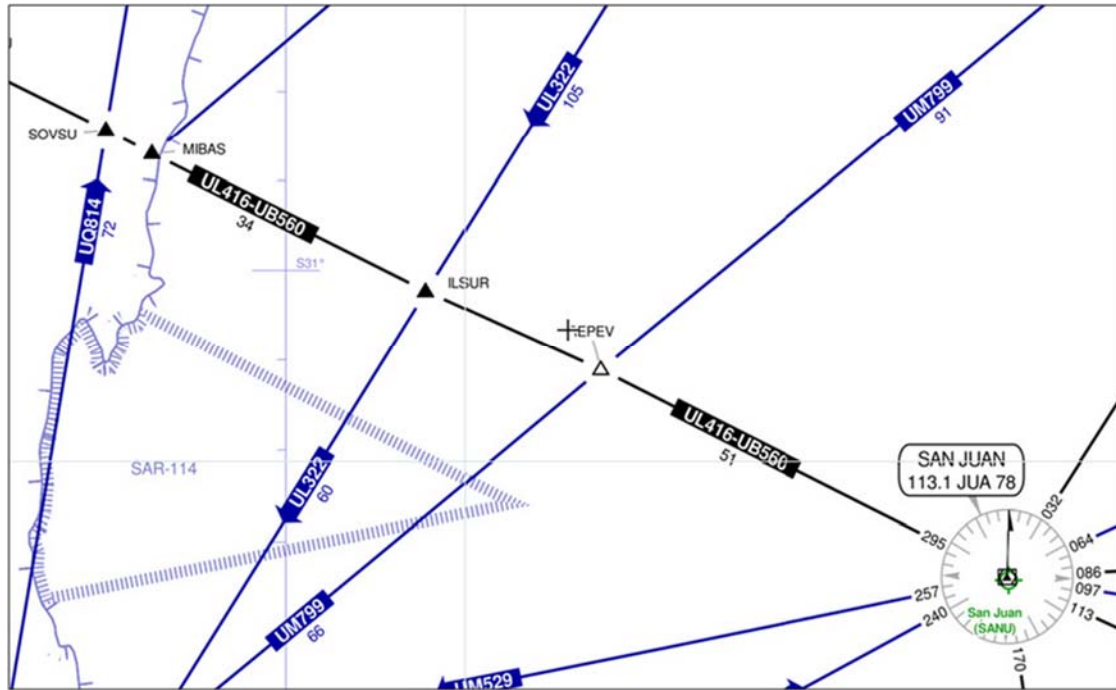 UL322
105
UM799
91
SOVSU
MIBAS
UL416-UB560
34
UQ814
72
S31°
ILSUR
EPEV
UL416-UB560
51
SAR-114
UL322
60
SAN JUAN
113.1 JUA 78
032
295
064
086
097
257
240
113
San Juan
(SANU)
170
UM799
66
UM529